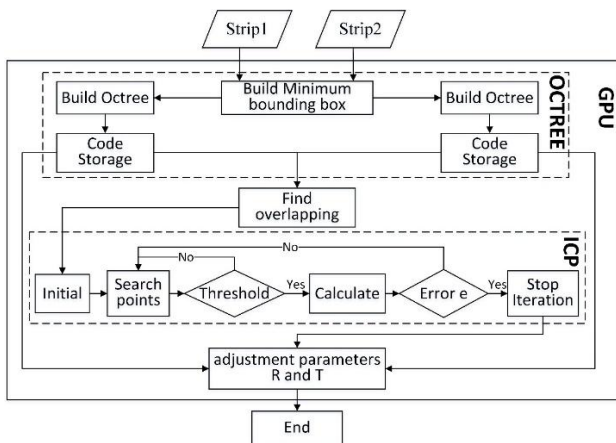 Strip1
Strip2
GPU
OCTREE
Build Octree
Build Minimum
bounding box
Build Octree
Code
Storage
Code
Storage
Find
overlapping
ICP
No
No
Initial
Search
points
Threshold
Yes
Calculate
Error e
Yes
Stop
Iteration
adjustment parameters
R and T
End